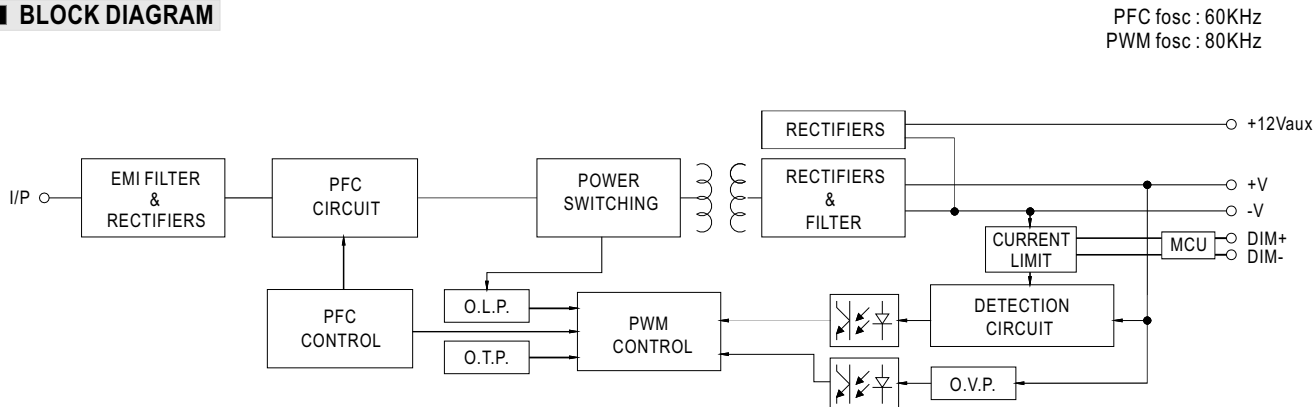 BLOCK DIAGRAM
PFC fosc : 60KHz
PWM fosc : 80KHz
RECTIFIERS
+12Vaux
I/P
EMI FILTER
&
RECTIFIERS
PFC
CIRCUIT
POWER
SWITCHING
RECTIFIERS
&
FILTER
+V
-V
CURRENT
LIMIT
MCU
DIM+
DIM-
PFC
CONTROL
O.L.P.
O.T.P.
PWM
CONTROL
DETECTION
CIRCUIT
O.V.P.